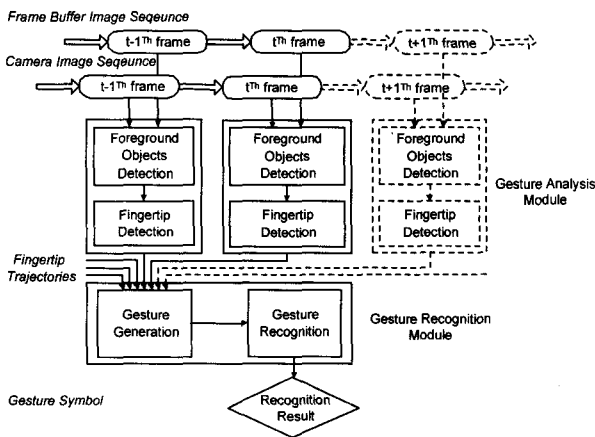 Frame Buffer Image Seqeunce
t-1Th frame
tTh frame
t+1Th frame
Camera Image Seqeunce
t-1Th frame
tTh frame
t+1Th frame
Foreground
Objects
Detection
Foreground
Objects
Detection
Foreground
Objects
Detection
Gesture Analysis
Module
Fingertip
Detection
Fingertip
Detection
Fingertip
Detection
Fingertip
Trajectories
Gesture
Generation
Gesture
Recognition
Gesture Recognition
Module
Gesture Symbol
Recognition
Result